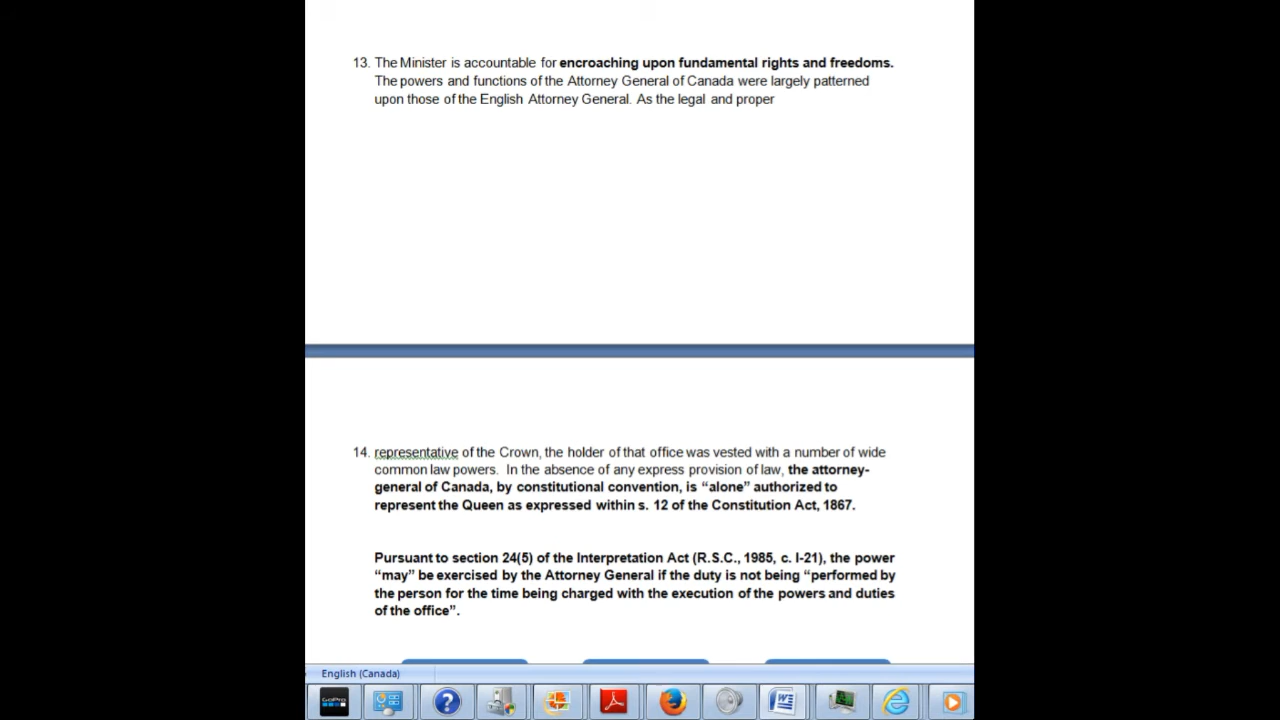 13. The Minister is accountable for encroaching upon fundamental rights and freedoms.
The powers and functions of the Attorney General of Canada were largely patterned
upon those of the English Attorney General. As the legal and proper
14. representative of the Crown, the holder of that office was vested with a number of wide
common law powers. In the absence of any express provision of law, the attorney-
general of Canada, by constitutional convention, is “alone” authorized to
represent the Queen as expressed within s. 12 of the Constitution Act, 1867.
Pursuant to section 24(5) of the Interpretation Act (R.S.C., 1985, c. I-21), the power
“may” be exercised by the Attorney General if the duty is not being “performed by
the person for the time being charged with the execution of the powers and duties
of the office”.
English (Canada)
GoPro